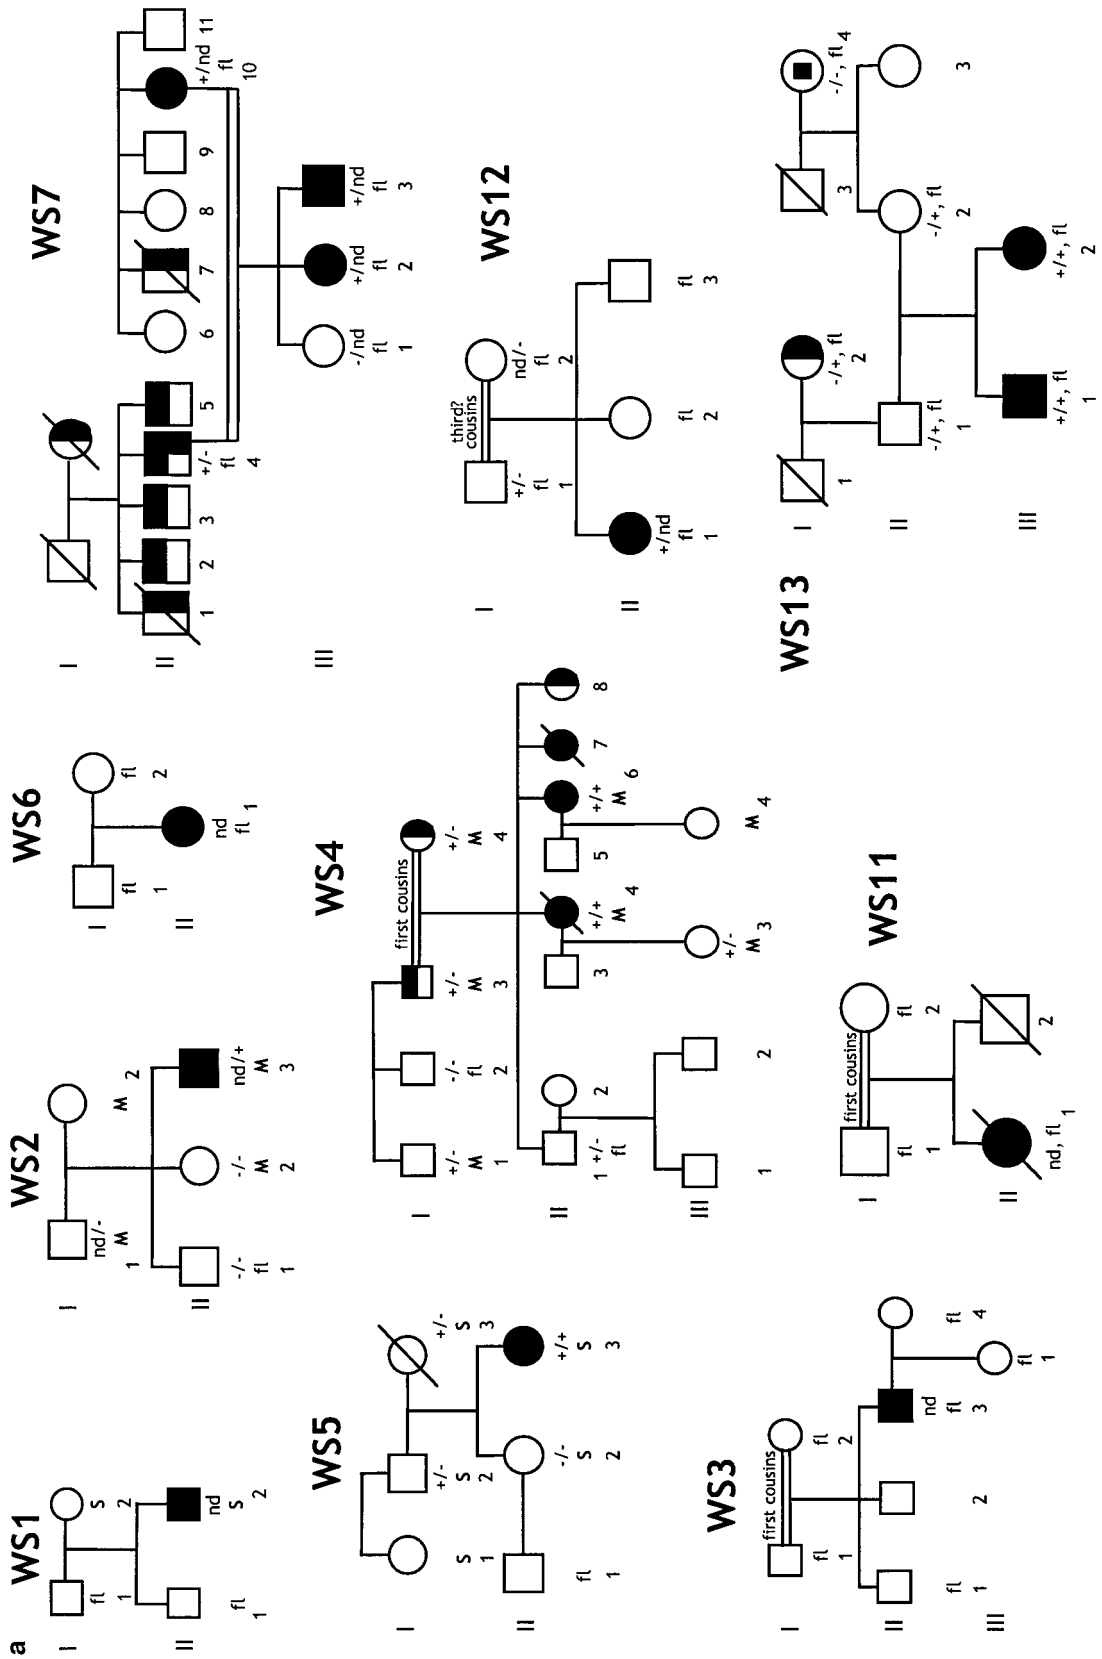 a
WS1
I
fl
1
S
2
II
fl
1
nd
S
2
WS2
I
nd/-
M
1
M
2
II
-/-
fl
1
-/-
M
2
nd/+
M
3
WS6
I
fl
1
fl
2
II
nd
fl
1
WS7
I
II
1
2
3
+/-
fl
4
5
6
7
8
9
+/nd
fl
10
11
III
-/nd
fl
1
+/nd
fl
2
+/nd
fl
3
WS5
I
S
1
+/-
S
2
+/-
S
3
II
fl
1
-/-
S
2
+/+
S
3
WS4
first cousins
I
+/-
M
1
-/-
fl
2
+/-
M
3
+/-
M
4
II
1
+/-
fl
2
3
+/+
M
4
5
+/+
M
6
7
8
III
1
2
+/-
M
3
M
4
WS12
third?
cousins
I
+/-
fl
1
nd/-
fl
2
II
+/nd
fl
1
fl
2
fl
3
WS3
first cousins
I
fl
1
fl
2
II
fl
1
2
nd
fl
3
fl
4
III
fl
1
WS11
first cousins
I
fl
1
fl
2
II
nd, fl
1
2
WS13
I
1
-/+, fl
2
3
-/-, fl
4
II
-/+, fl
1
-/+, fl
2
3
III
+/+, fl
1
+/+, fl
2